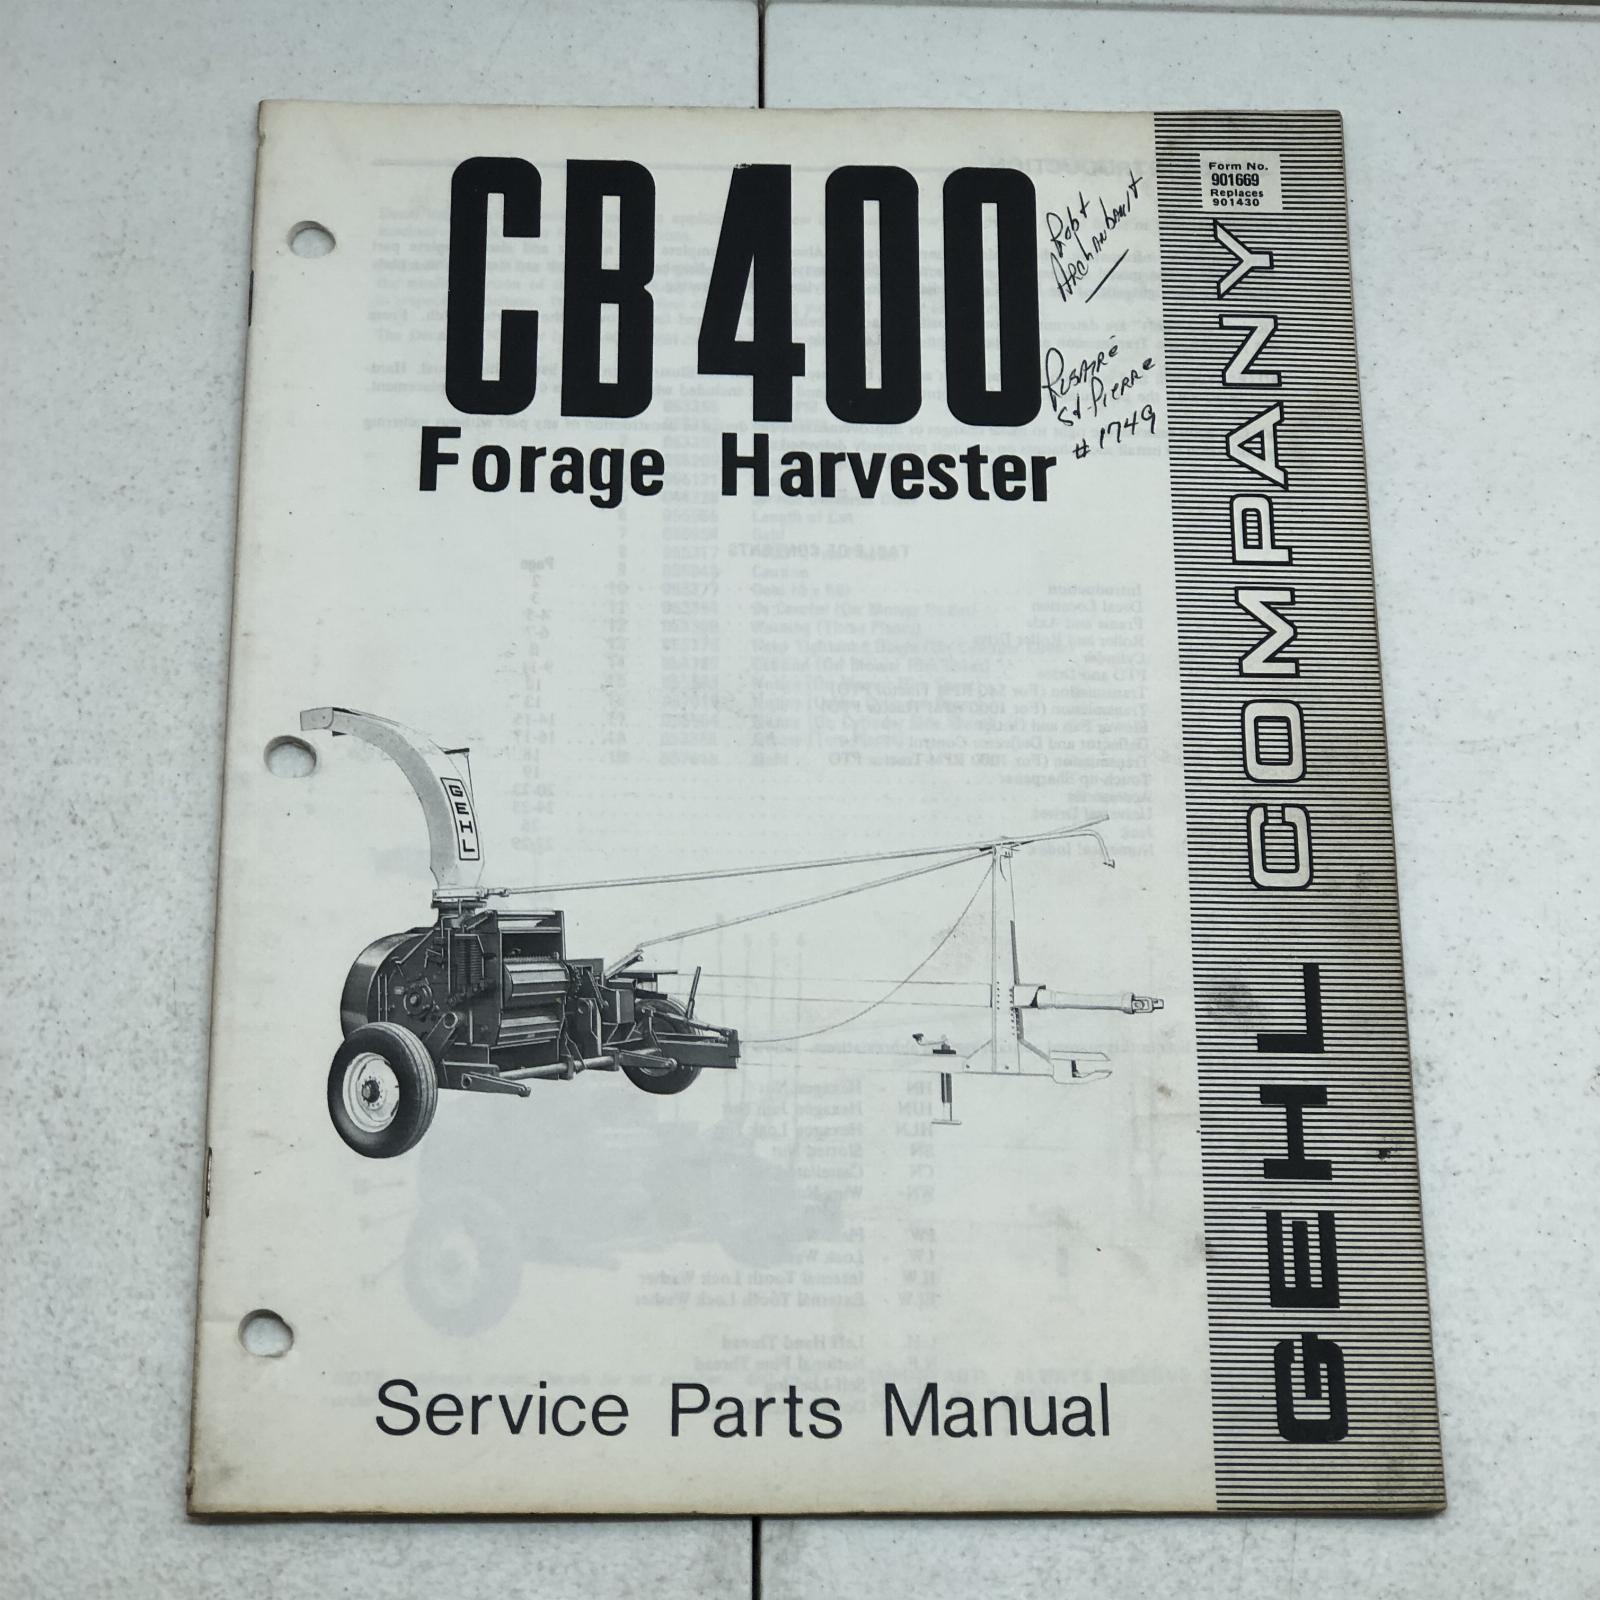 CB400
Forage Harvester
Robt
Archambault
Rosaire
St-Pierre
#1749
Form No.
901669
Replaces
901430
GEHL COMPANY
GEHL
Service Parts Manual